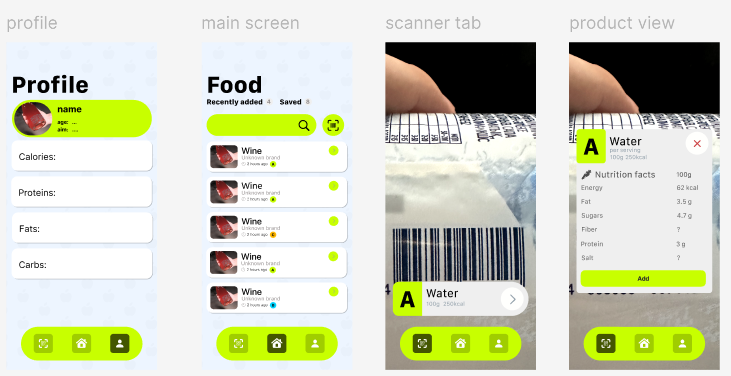 profile
Profile
name
age: ...
aim: ....
Calories:
Proteins:
Fats:
Carbs:
main screen
Food
Recently added 4 Saved 8
Wine
Unknown brand
2 hours ago A
Wine
Unknown brand
2 hours ago A
Wine
Unknown brand
2 hours ago
Wine
Unknown brand
2 hours ago A
Wine
Unknown brand
2 hours ago
scanner tab
A Water
100g 250kcal
product view
A Water
per serving
100g 250kcal
Nutrition facts 100g
Energy 62 kcal
Fat 3.5 g
Sugars 4.7 g
Fiber ?
Protein 3 g
Salt ?
Add